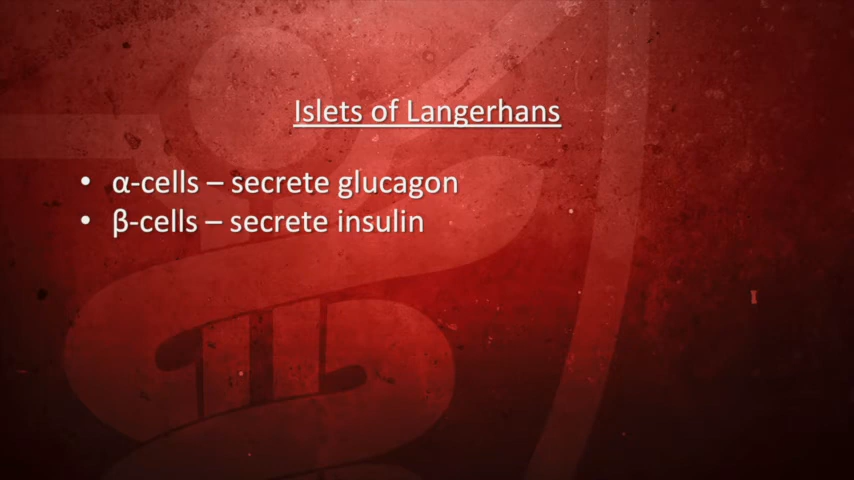 Islets of Langerhans
• α-cells – secrete glucagon
• β-cells – secrete insulin